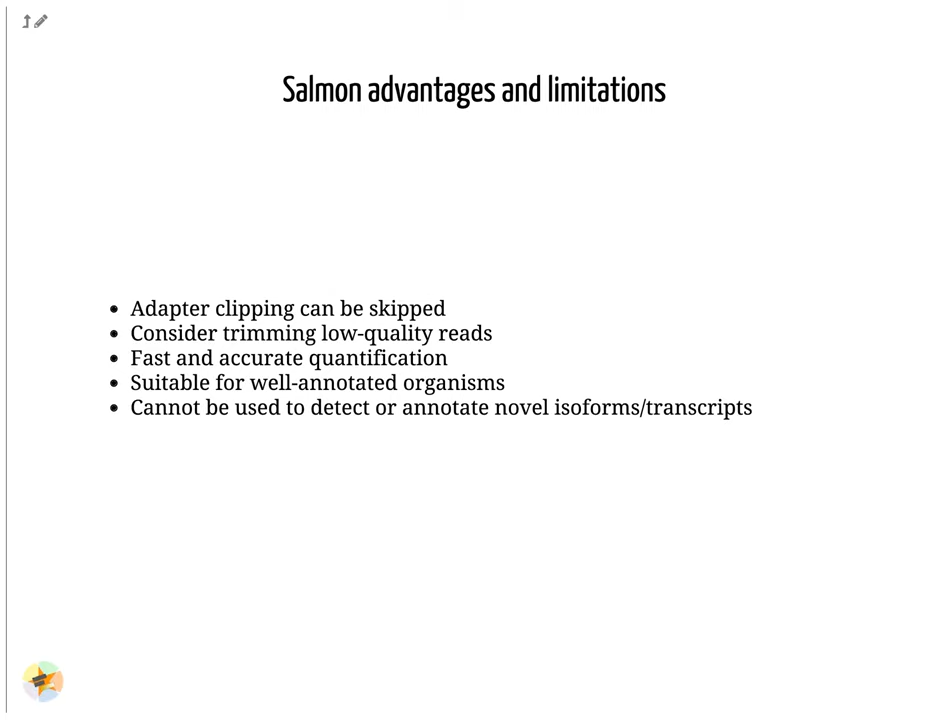 Salmon advantages and limitations
Adapter clipping can be skipped
Consider trimming low-quality reads
Fast and accurate quantification
Suitable for well-annotated organisms
Cannot be used to detect or annotate novel isoforms/transcripts